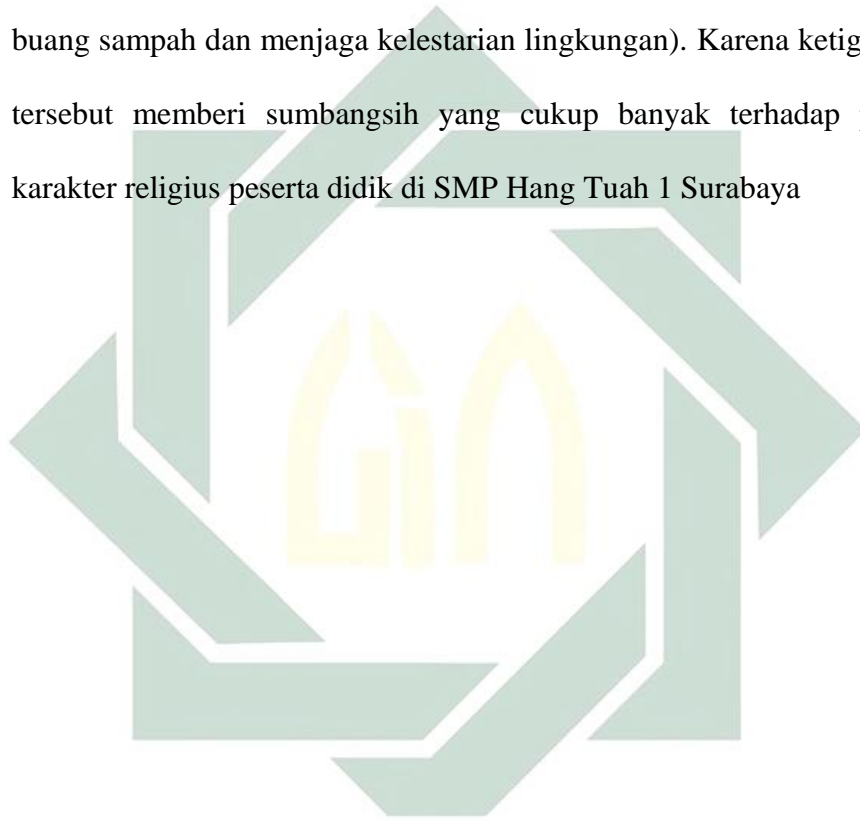 buang sampah dan menjaga kelestarian lingkungan). Karena ketig
tersebut memberi sumbangsih yang cukup banyak terhadap
karakter religius peserta didik di SMP Hang Tuah 1 Surabaya